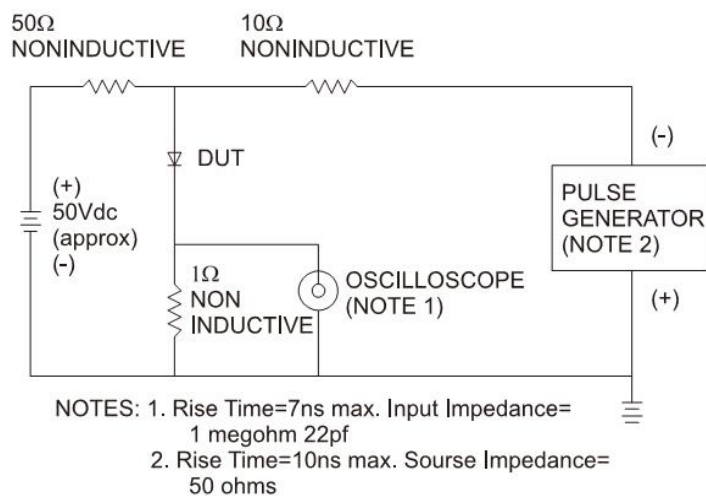 50Ω
NONINDUCTIVE
10Ω
NONINDUCTIVE
DUT
(+)
50Vdc
(approx)
(-)
1Ω
NON
INDUCTIVE
OSCILLOSCOPE
(NOTE 1)
(-)
PULSE
GENERATOR
(NOTE 2)
(+)
NOTES: 1. Rise Time=7ns max. Input Impedance=
1 megohm 22pf
2. Rise Time=10ns max. Sourse Impedance=
50 ohms